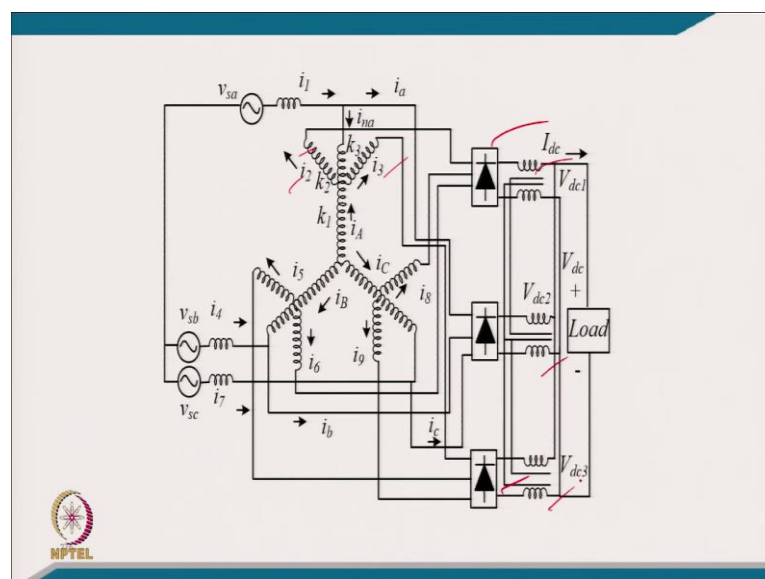 v_sa
i_1
i_a
i_na
k_3
i_2
k_2
i_3
k_1
i_A
i_5
i_C
i_B
i_8
i_6
i_9
v_sb
i_4
v_sc
i_7
i_b
i_c
I_dc
V_dc1
V_dc
+
V_dc2
Load
-
V_dc3
NPTEL